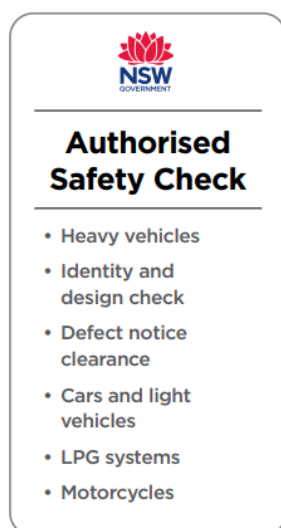 NSW
GOVERNMENT
Authorised
Safety Check
• Heavy vehicles
• Identity and
design check
• Defect notice
clearance
• Cars and light
vehicles
• LPG systems
• Motorcycles